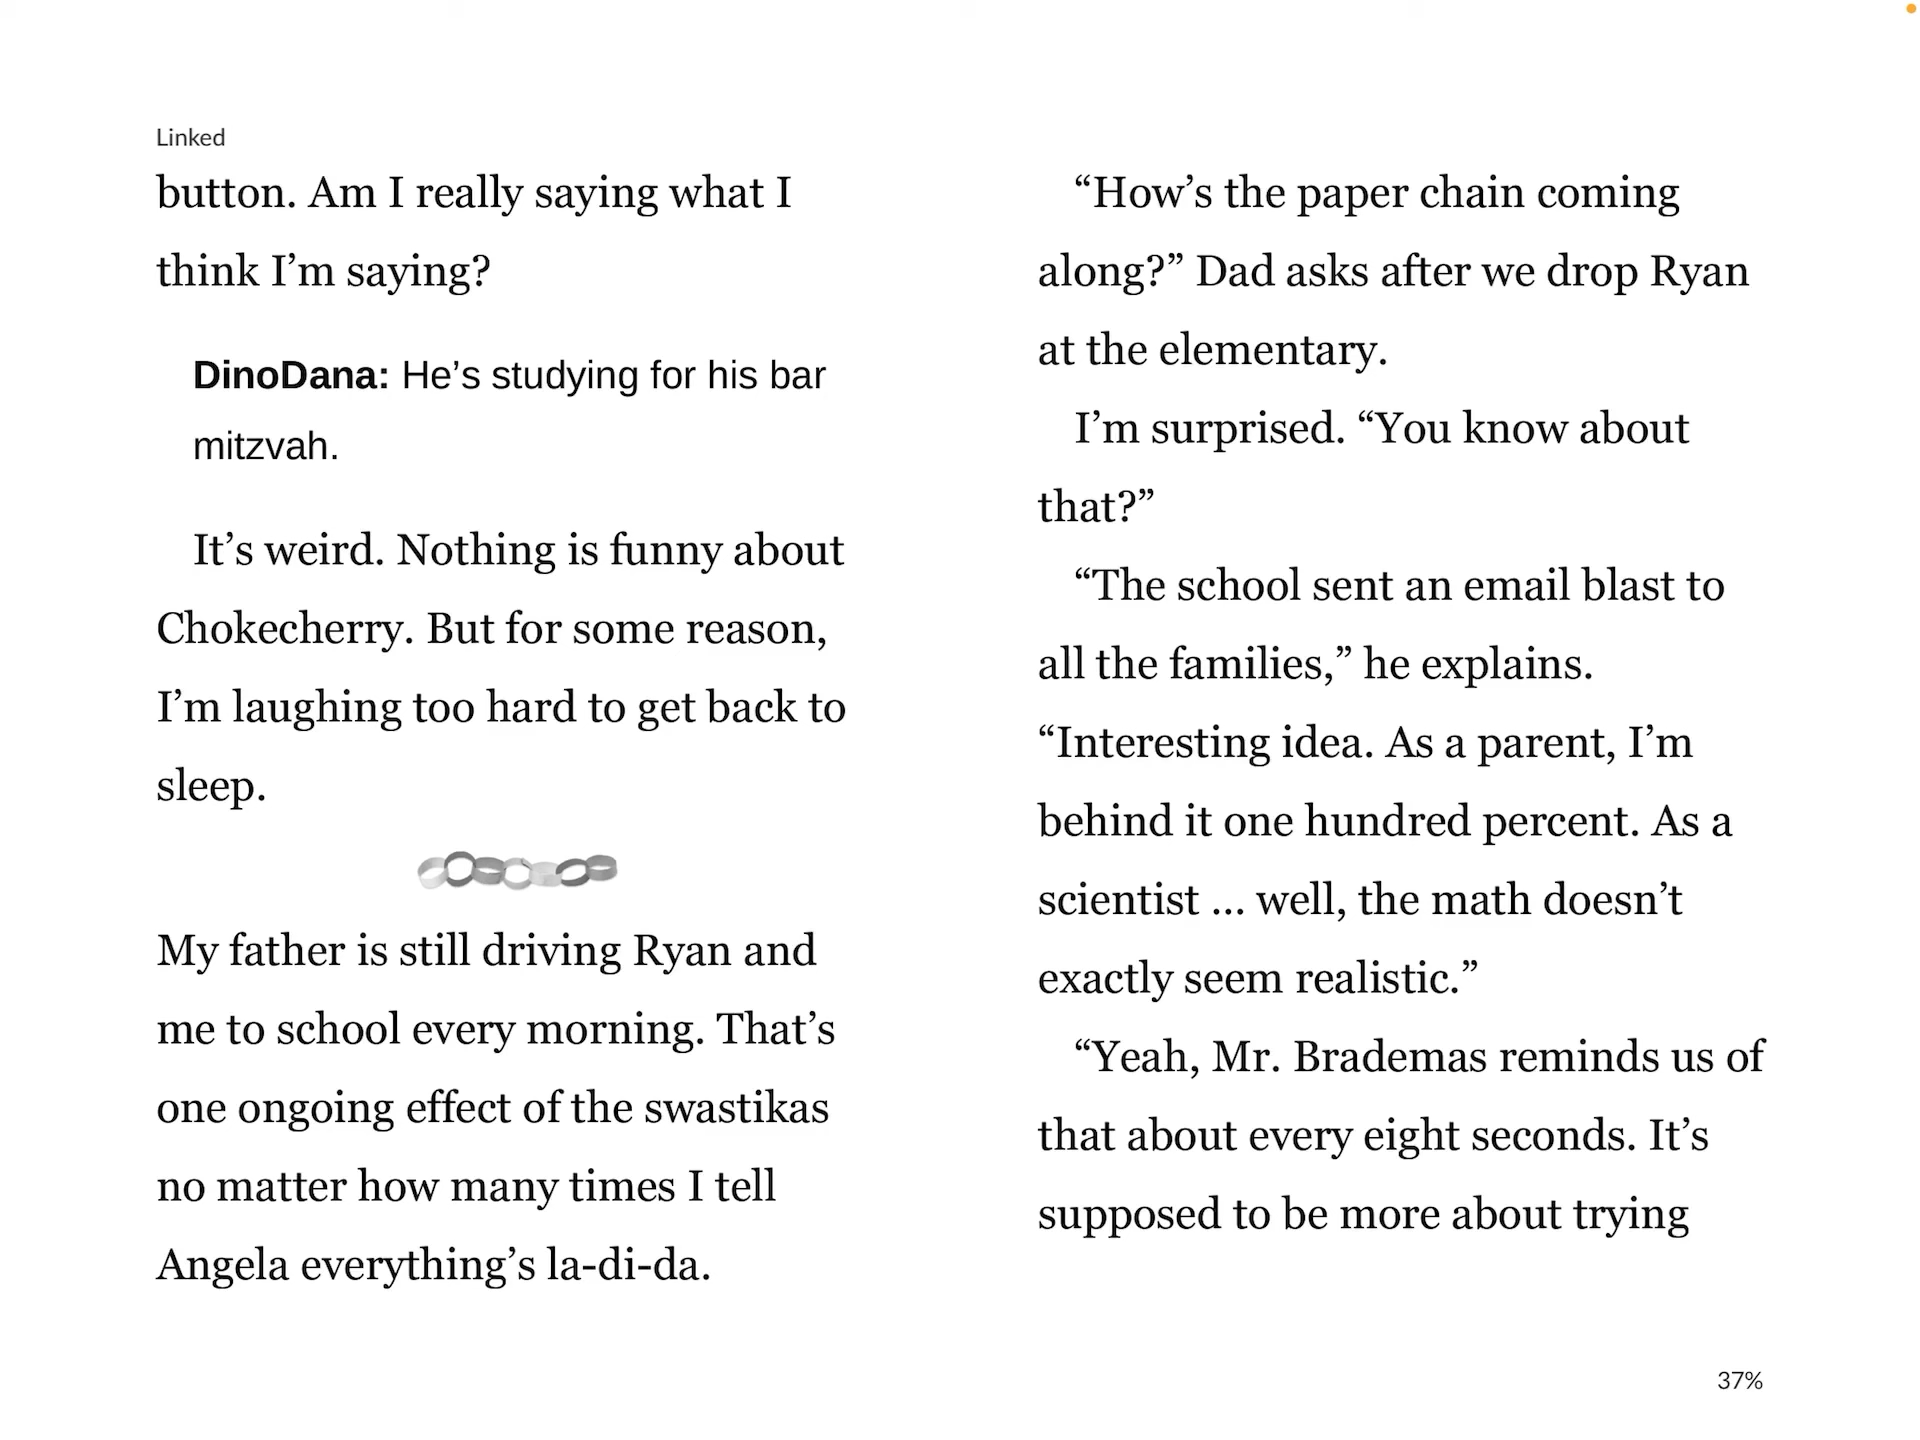 Linked
button. Am I really saying what I
think I’m saying?
DinoDana: He’s studying for his bar
mitzvah.
It’s weird. Nothing is funny about
Chokecherry. But for some reason,
I’m laughing too hard to get back to
sleep.
My father is still driving Ryan and
me to school every morning. That’s
one ongoing effect of the swastikas
no matter how many times I tell
Angela everything’s la-di-da.
“How’s the paper chain coming
along?” Dad asks after we drop Ryan
at the elementary.
I’m surprised. “You know about
that?”
“The school sent an email blast to
all the families,” he explains.
“Interesting idea. As a parent, I’m
behind it one hundred percent. As a
scientist ... well, the math doesn’t
exactly seem realistic.”
“Yeah, Mr. Brademas reminds us of
that about every eight seconds. It’s
supposed to be more about trying
37%